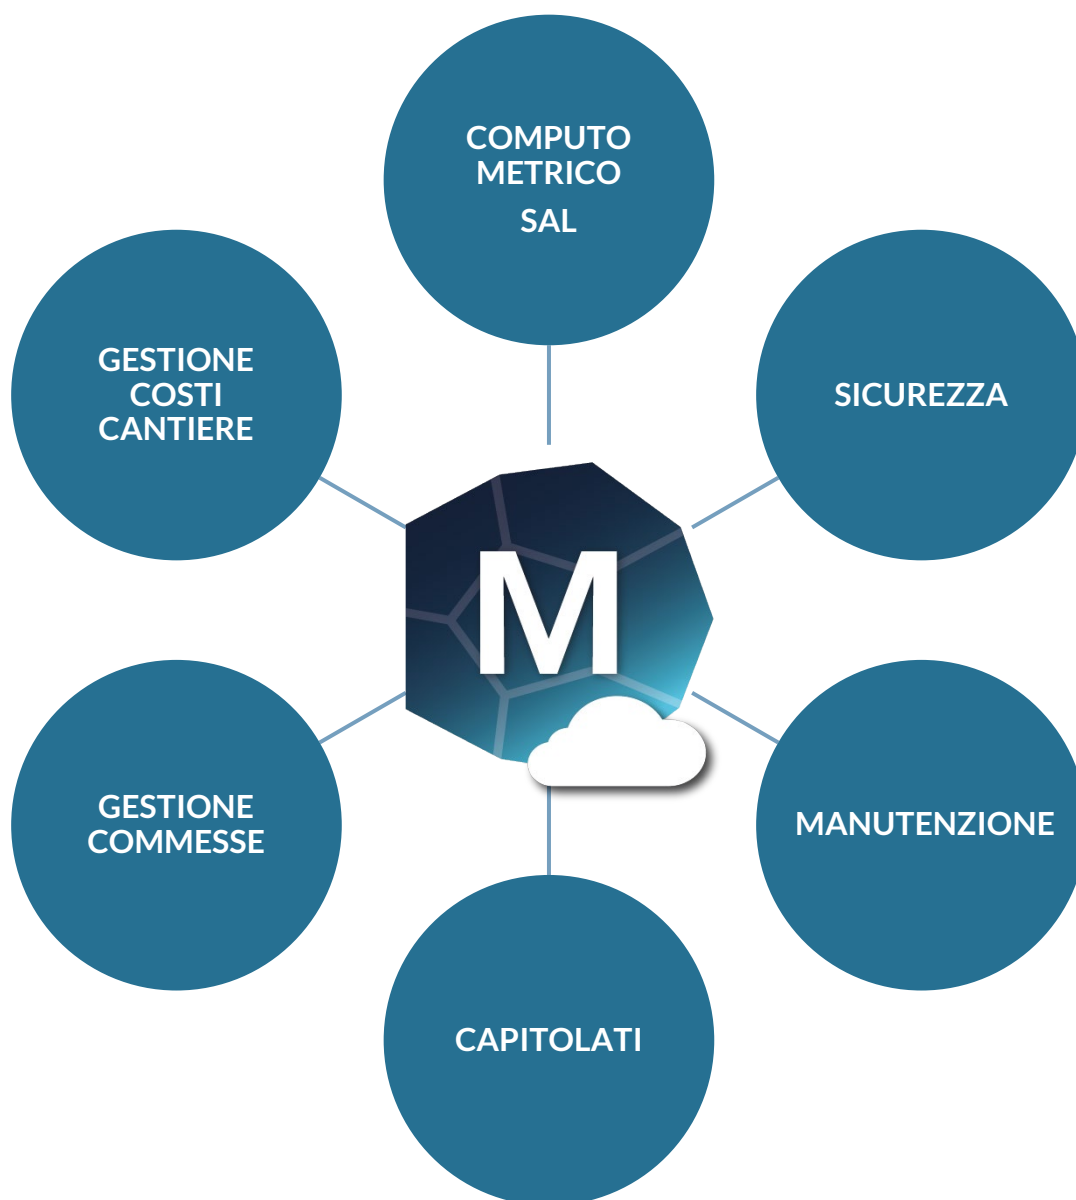 COMPUTO
METRICO
SAL
GESTIONE
COSTI
CANTIERE
SICUREZZA
M
GESTIONE
COMMESSE
MANUTENZIONE
CAPITOLATI